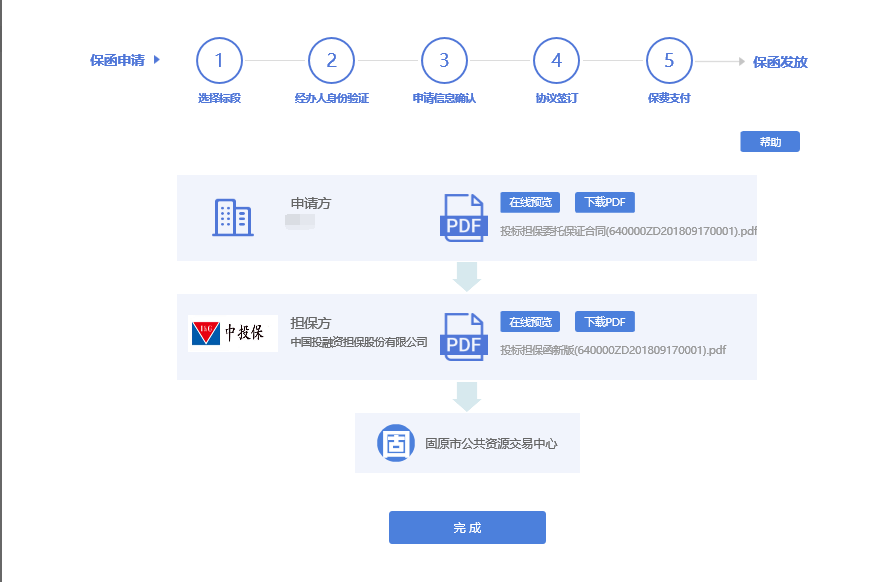 保函申请
1
2
3
4
5
保函发放
选择标段
经办人身份验证
申请信息确认
协议签订
保费支付
帮助
申请方
PDF
在线预览
下载PDF
投标担保委托保证合同(640000ZD201809170001).pdf
I&G
中投保
担保方
中国投融资担保股份有限公司
PDF
在线预览
下载PDF
投标担保函新版(640000ZD201809170001).pdf
固
固原市公共资源交易中心
完成